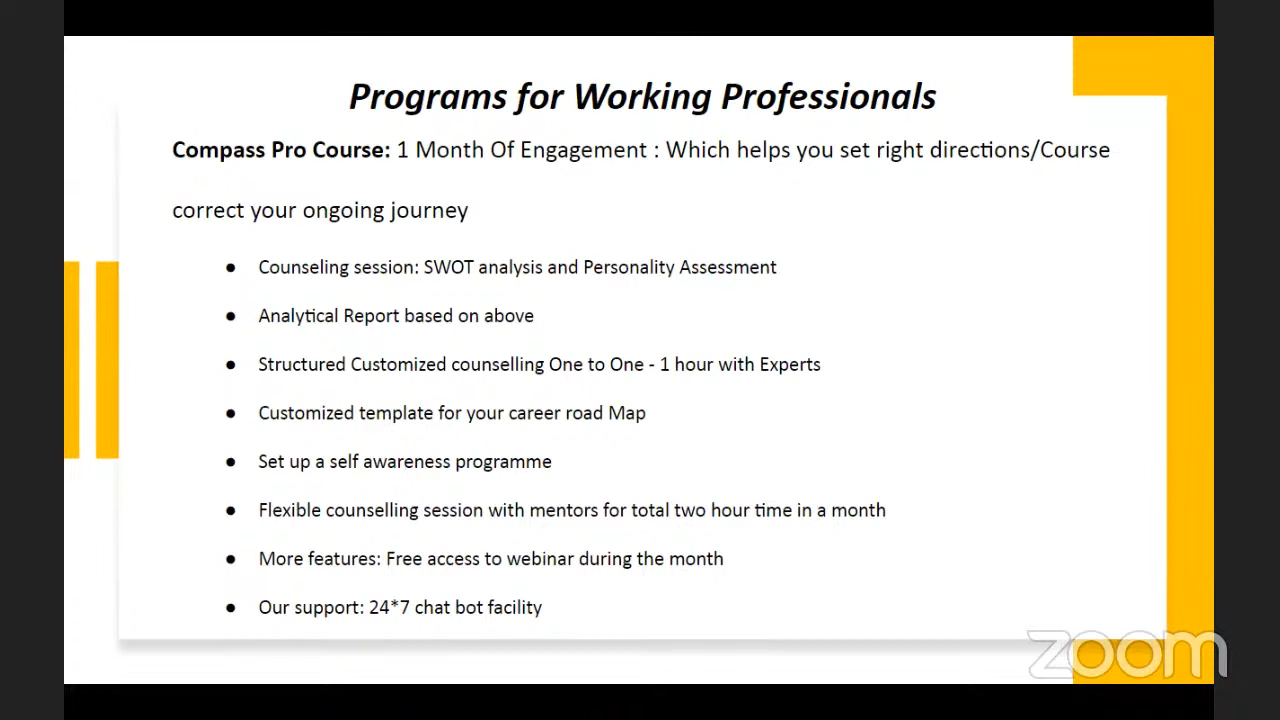 Programs for Working Professionals
Compass Pro Course: 1 Month Of Engagement : Which helps you set right directions/Course
correct your ongoing journey
● Counseling session: SWOT analysis and Personality Assessment
● Analytical Report based on above
● Structured Customized counselling One to One - 1 hour with Experts
● Customized template for your career road Map
● Set up a self awareness programme
● Flexible counselling session with mentors for total two hour time in a month
● More features: Free access to webinar during the month
● Our support: 24*7 chat bot facility
zoom